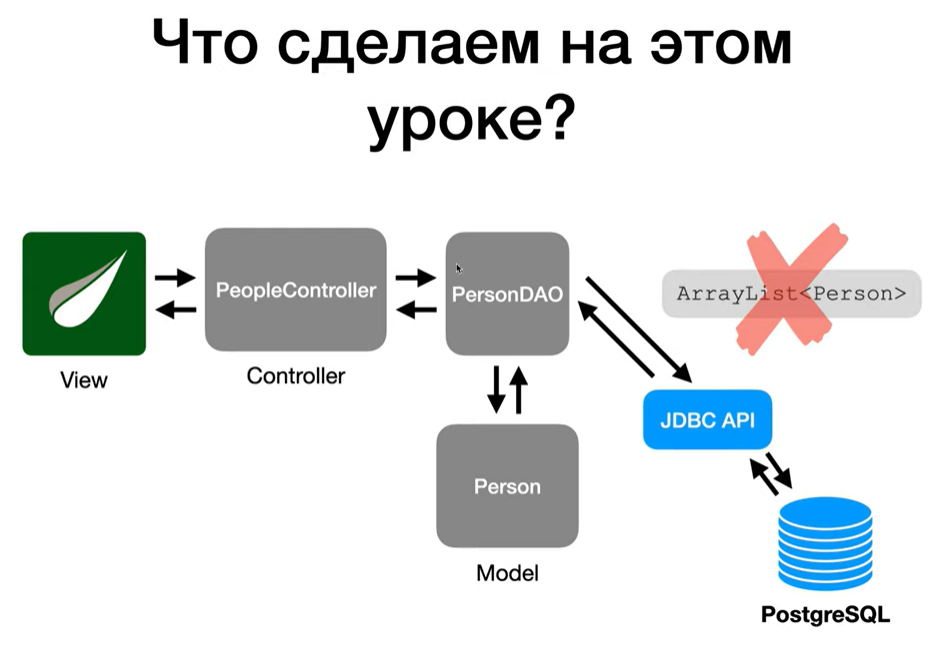 Что сделаем на этом
уроке?
PeopleController
PersonDAO
ArrayList<Person>
View
Controller
JDBC API
Person
Model
PostgreSQL